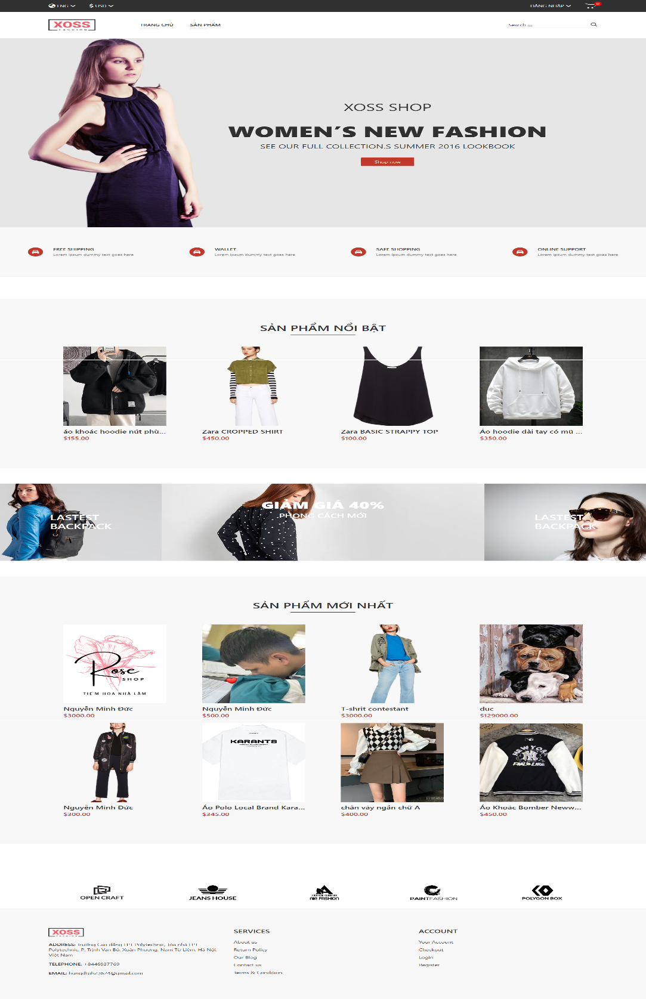 ENG
$ USD
ĐĂNG NHẬP
0
XOSS
FASHION
TRANG CHỦ
SẢN PHẨM
Search ....
XOSS SHOP
WOMEN'S NEW FASHION
SEE OUR FULL COLLECTION.S SUMMER 2016 LOOKBOOK
Shop now
FREE SHIPPING
Lorem ipsum dummy text goes here
WALLET
Lorem ipsum dummy text goes here
SAFE SHOPPING
Lorem ipsum dummy text goes here
ONLINE SUPPORT
Lorem ipsum dummy text goes here
SẢN PHẨM NỔI BẬT
áo khoác hoodie nút phù...
$155.00
Zara CROPPED SHIRT
$450.00
Zara BASIC STRAPPY TOP
$100.00
Áo hoodie dài tay có mũ ...
$350.00
LASTEST
BACKPACK
GIẢM GIÁ 40%
PHONG CÁCH MỚI
LASTEST
BACKPACK
SẢN PHẨM MỚI NHẤT
Rose
SHOP
TIỆM HOA NHÀ LÀM
Nguyễn Minh Đức
$3000.00
Nguyễn Minh Đức
$500.00
T-shrit contestant
$3000.00
duc
$129000.00
KARANTS
NEW YORK
Nguyễn Minh Đức
$300.00
Áo Polo Local Brand Kara...
$345.00
chân váy ngắn chữ A
$400.00
Áo Khoác Bomber Neww...
$450.00
OPEN CRAFT
JEANS HOUSE
AIR FASHION
PAINTFASHION
POLYGON BOX
XOSS
FASHION
ADDRESS: Trường Cao đẳng FPT Polytechnic, Tòa nhà FPT
Polytechnic, P. Trịnh Văn Bô, Xuân Phương, Nam Từ Liêm, Hà Nội,
Việt Nam
TELEPHONE: +8446937769
EMAIL: hungdtph23624@gmail.com
SERVICES
About us
Return Policy
Our Blog
Contact us
Terms & Condition
ACCOUNT
Your Account
Checkout
Login
Register